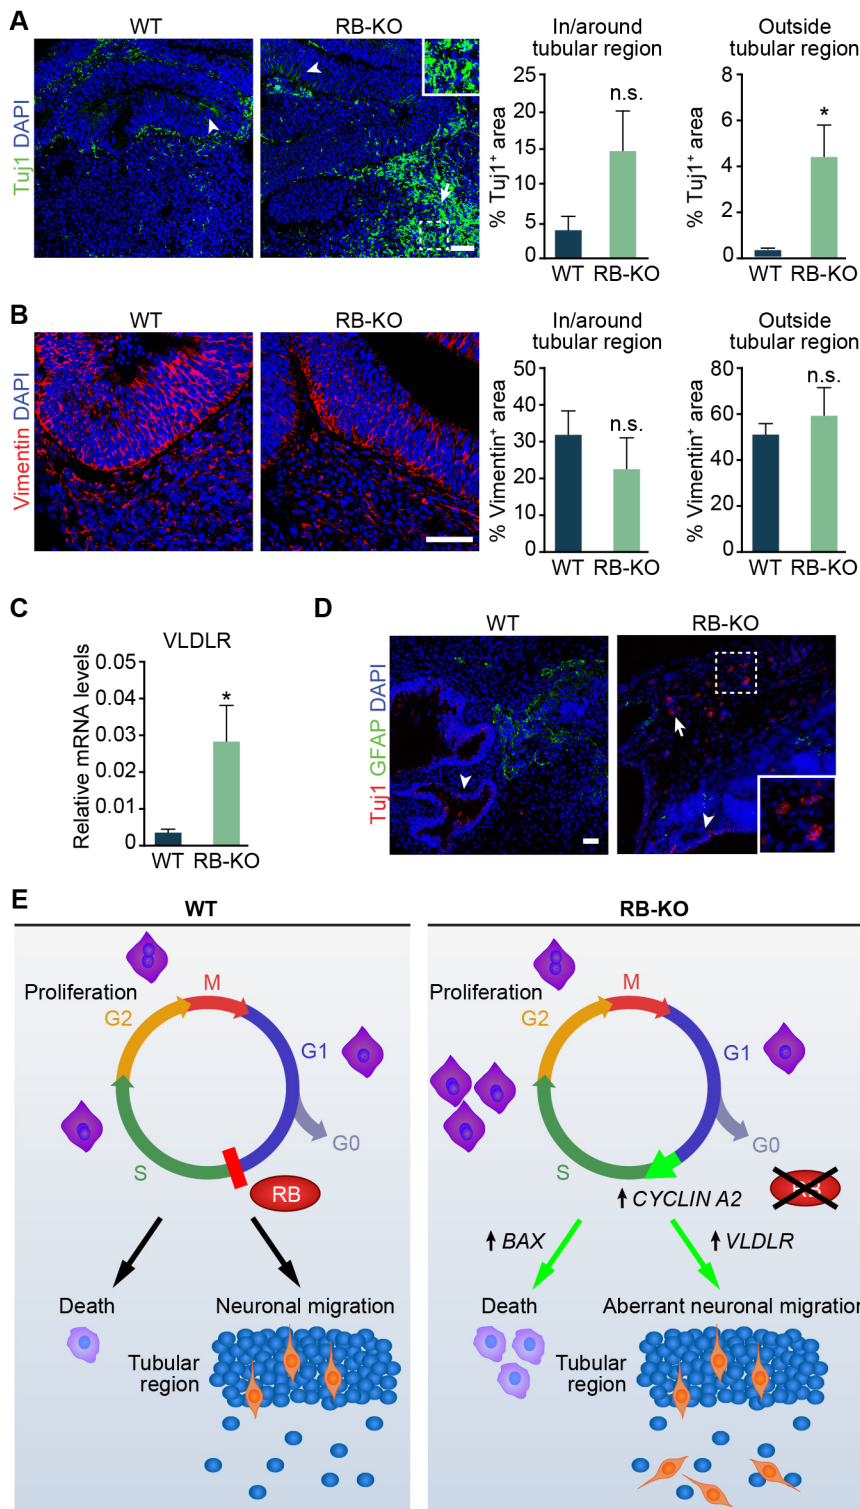 A
WT
RB-KO
Tuj1 DAPI
In/around
tubular region
% Tuj1+ area
25
20
15
10
5
0
n.s.
WT RB-KO
Outside
tubular region
% Tuj1+ area
8
6
4
2
0
*
WT RB-KO
B
WT
RB-KO
Vimentin DAPI
In/around
tubular region
% Vimentin+ area
50
40
30
20
10
0
n.s.
WT RB-KO
Outside
tubular region
% Vimentin+ area
80
60
40
20
0
n.s.
WT RB-KO
C
VLDLR
Relative mRNA levels
0.05
0.04
0.03
0.02
0.01
0
*
WT RB-KO
D
WT
RB-KO
Tuj1 GFAP DAPI
E
WT
Proliferation
M
G2
G1
G0
S
RB
Death
Neuronal migration
Tubular
region
RB-KO
Proliferation
M
G2
G1
G0
S
RB
CYCLIN A2
BAX
VLDLR
Death
Aberrant neuronal migration
Tubular
region